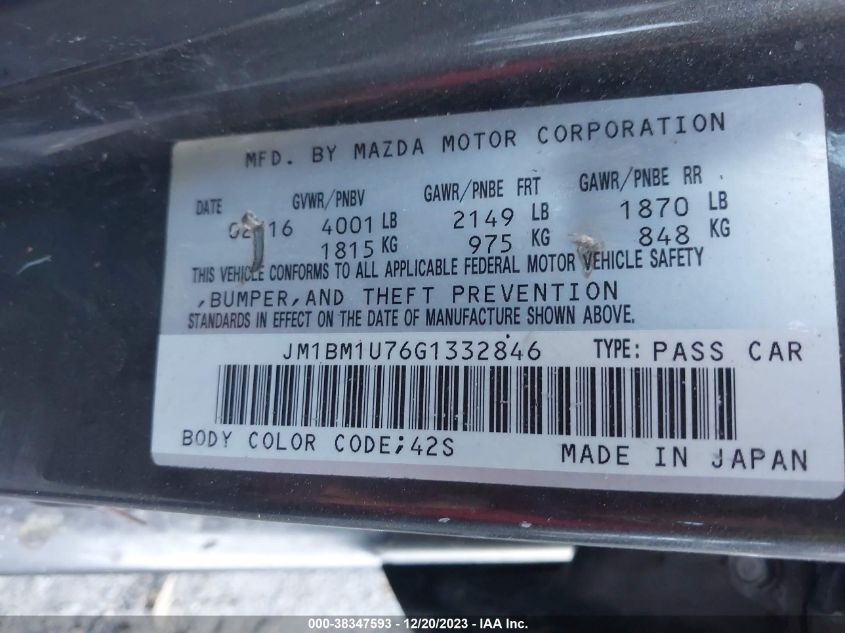 MFD. BY MAZDA MOTOR CORPORATION
DATE GVWR/PNBV GAWR/PNBE FRT GAWR/PNBE RR
02/16 4001 LB 2149 LB 1870 LB
1815 KG 975 KG 848 KG
THIS VEHICLE CONFORMS TO ALL APPLICABLE FEDERAL MOTOR VEHICLE SAFETY
,BUMPER,AND THEFT PREVENTION
STANDARDS IN EFFECT ON THE DATE OF MANUFACTURE SHOWN ABOVE.
JM1BM1U76G1332846 TYPE: PASS CAR
BODY COLOR CODE;42S MADE IN JAPAN
000-38347593 - 12/20/2023 - IAA Inc.